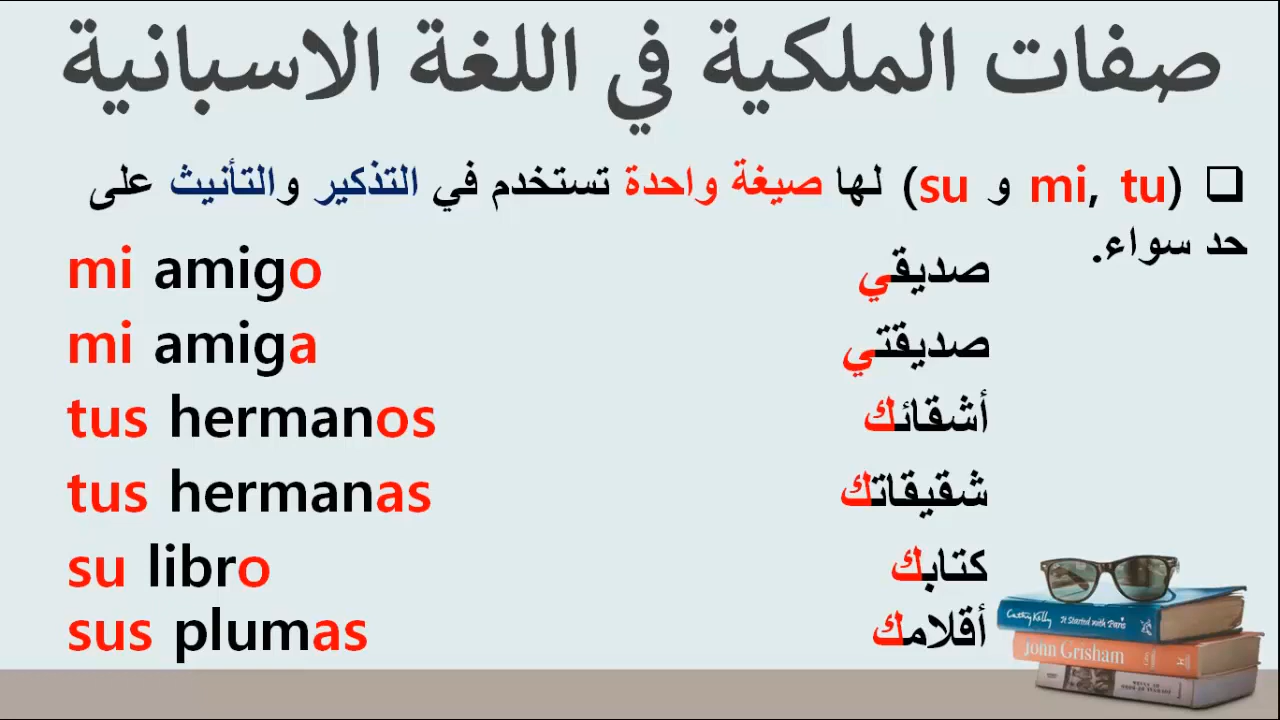 صفات الملكية في اللغة الاسبانية
❑ (mi, tu و su) لها صيغة واحدة تستخدم في التذكير والتأنيث على
حد سواء.
mi amigo صديقي
mi amiga صديقتي
tus hermanos أشقائك
tus hermanas شقيقاتك
su libro كتابك
sus plumas أقلامك
Cathy Kelly It Started with Paris
John Grisham